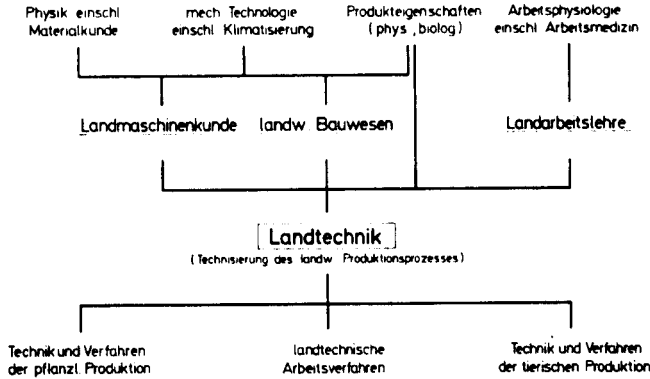 Physik einschl
Materialkunde
mech Technologie
einschl Klimatisierung
Produkteigenschaften
(phys, biolog)
Arbeitsphysiologie
einschl Arbeitsmedizin
Landmaschinenkunde
landw Bauwesen
Landarbeitslehre
Landtechnik
(Technisierung des landw Produktionsprozesses)
Technik und Verfahren
der pflanzl. Produktion
landtechnische
Arbeitsverfahren
Technik und Verfahren
der tierischen Produktion